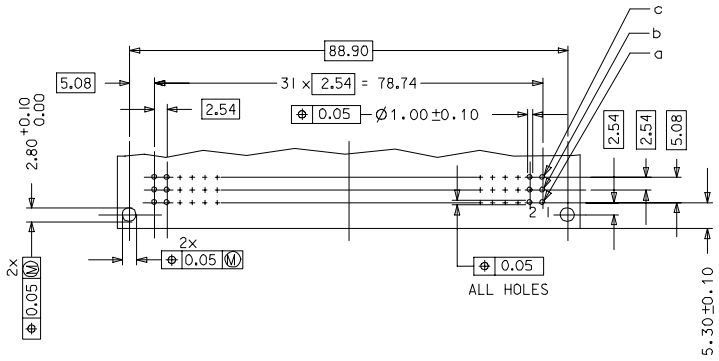 c
b
a
88.90
5.08
31 x 2.54 = 78.74
2.54
⌖ 0.05 Ø1.00±0.10
2.54
2.54
5.08
2.80 +0.10 0.00
2 1
2x
⌖ 0.05 Ⓜ
2x
⌖ 0.05 Ⓜ
⌖ 0.05
ALL HOLES
5.30±0.10